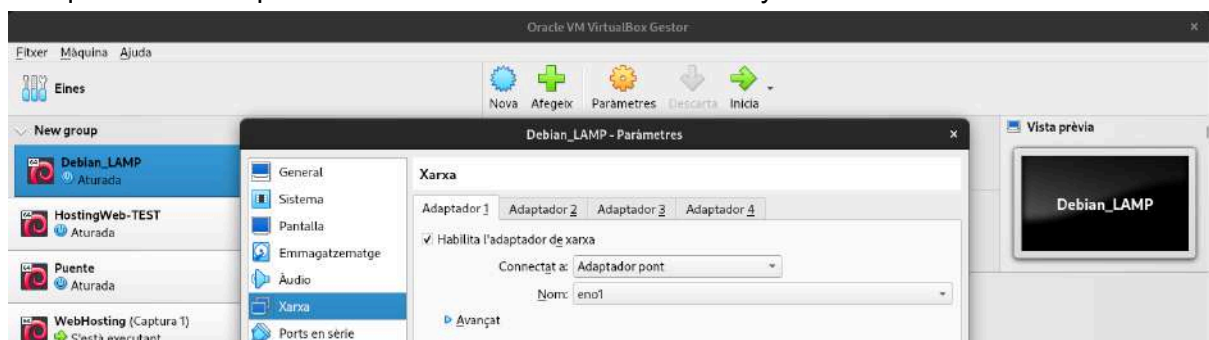 Oracle VM VirtualBox Gestor
Fitxer Màquina Ajuda
Eines
Nova Afegeix Paràmetres Descarta Inicia
New group
Debian_LAMP
Aturada
HostingWeb-TEST
Aturada
Puente
Aturada
WebHosting (Captura 1)
S'està executant
Debian_LAMP - Paràmetres
General
Sistema
Pantalla
Emmagatzematge
Àudio
Xarxa
Ports en sèrie
Xarxa
Adaptador 1 Adaptador 2 Adaptador 3 Adaptador 4
Habilita l'adaptador de xarxa
Connectat a: Adaptador pont
Nom: eno1
Avançat
Vista prèvia
Debian_LAMP